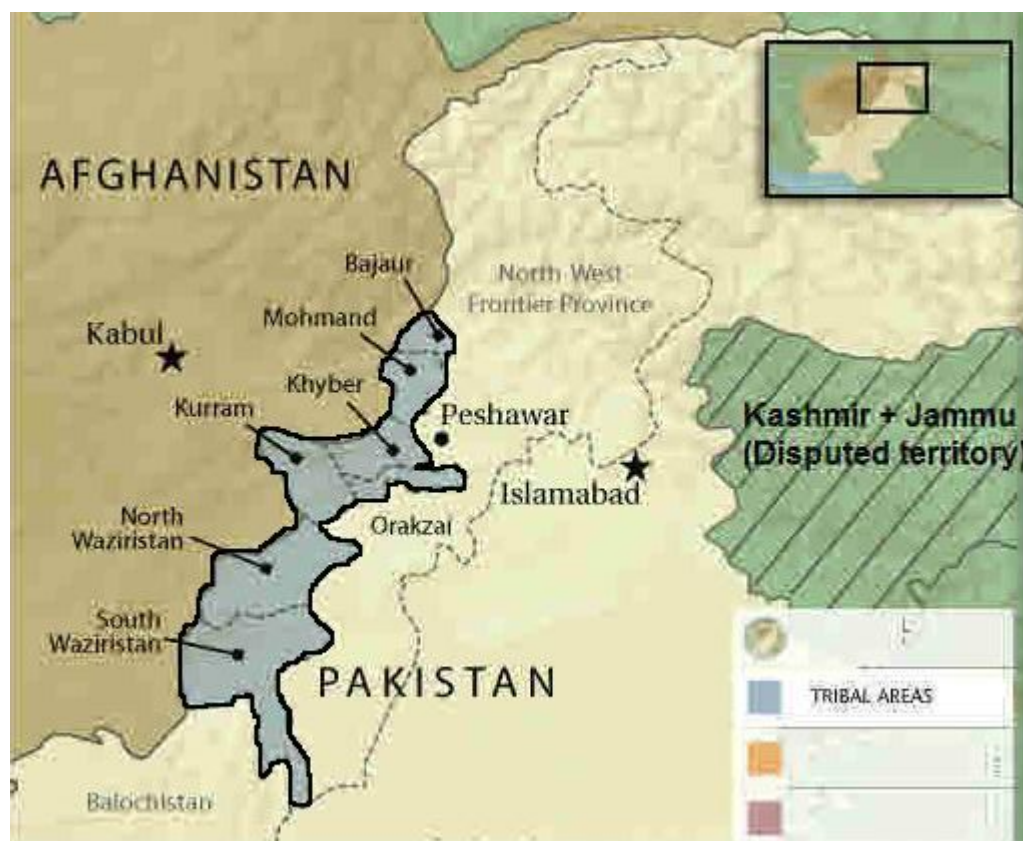 AFGHANISTAN
Bajaur
North West
Frontier Province
Mohmand
Kabul
Khyber
Kurram
Peshawar
Kashmir + Jammu
(Disputed territory)
Islamabad
North
Waziristan
Orakzai
South
Waziristan
PAKISTAN
TRIBAL AREAS
Balochistan